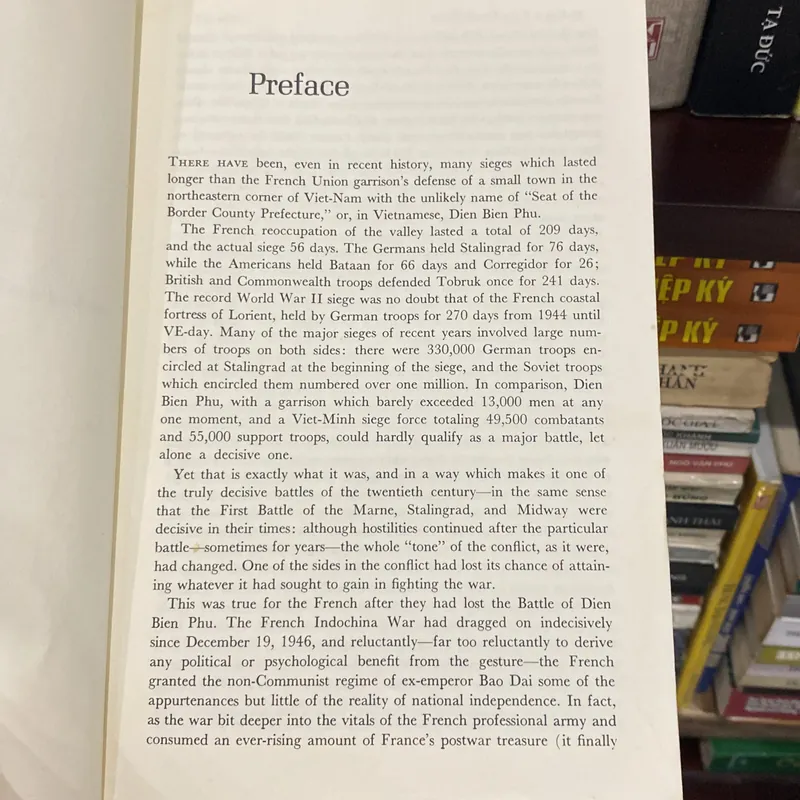 Preface
THERE HAVE been, even in recent history, many sieges which lasted
longer than the French Union garrison's defense of a small town in the
northeastern corner of Viet-Nam with the unlikely name of "Seat of the
Border County Prefecture," or, in Vietnamese, Dien Bien Phu.
The French reoccupation of the valley lasted a total of 209 days,
and the actual siege 56 days. The Germans held Stalingrad for 76 days,
while the Americans held Bataan for 66 days and Corregidor for 26;
British and Commonwealth troops defended Tobruk once for 241 days.
The record World War II siege was no doubt that of the French coastal
fortress of Lorient, held by German troops for 270 days from 1944 until
VE-day. Many of the major sieges of recent years involved large num-
bers of troops on both sides: there were 330,000 German troops en-
circled at Stalingrad at the beginning of the siege, and the Soviet troops
which encircled them numbered over one million. In comparison, Dien
Bien Phu, with a garrison which barely exceeded 13,000 men at any
one moment, and a Viet-Minh siege force totaling 49,500 combatants
and 55,000 support troops, could hardly qualify as a major battle, let
alone a decisive one.
Yet that is exactly what it was, and in a way which makes it one of
the truly decisive battles of the twentieth century—in the same sense
that the First Battle of the Marne, Stalingrad, and Midway were
decisive in their times: although hostilities continued after the particular
battle—sometimes for years—the whole "tone" of the conflict, as it were,
had changed. One of the sides in the conflict had lost its chance of attain-
ing whatever it had sought to gain in fighting the war.
This was true for the French after they had lost the Battle of Dien
Bien Phu. The French Indochina War had dragged on indecisively
since December 19, 1946, and reluctantly—far too reluctantly to derive
any political or psychological benefit from the gesture—the French
granted the non-Communist regime of ex-emperor Bao Dai some of the
appurtenances but little of the reality of national independence. In fact,
as the war bit deeper into the vitals of the French professional army and
consumed an ever-rising amount of France's postwar treasure (it finally
TẠ ĐỨC
IỆP KÝ
P KÝ
KHÁNH
XUÂN MƯỢU
NGÔ VĂN PHÚ